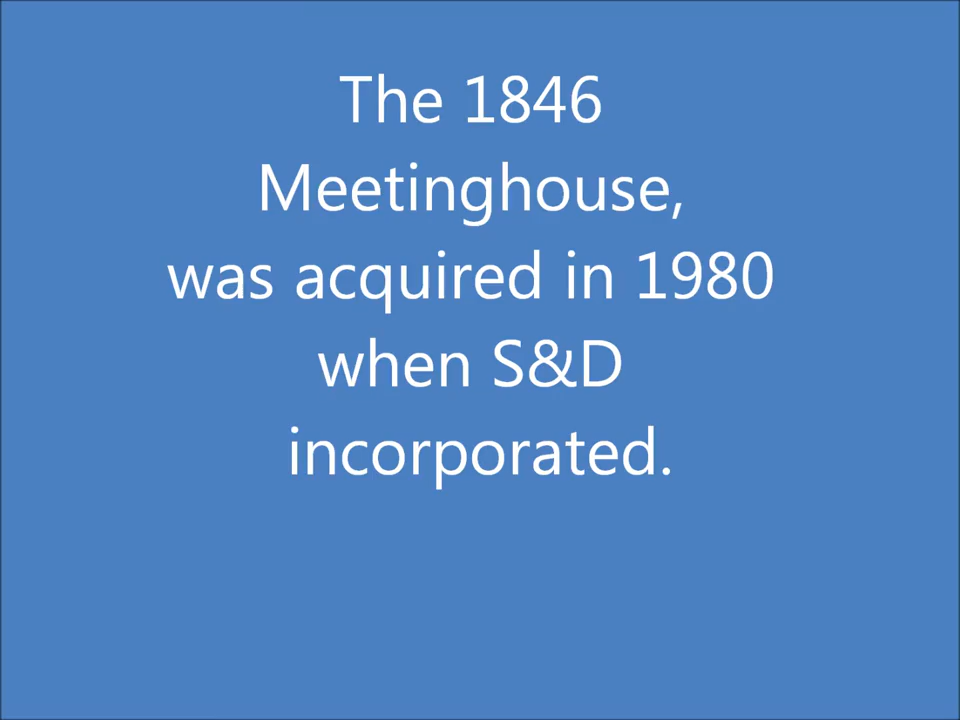 The 1846
Meetinghouse,
was acquired in 1980
when S&D
incorporated.